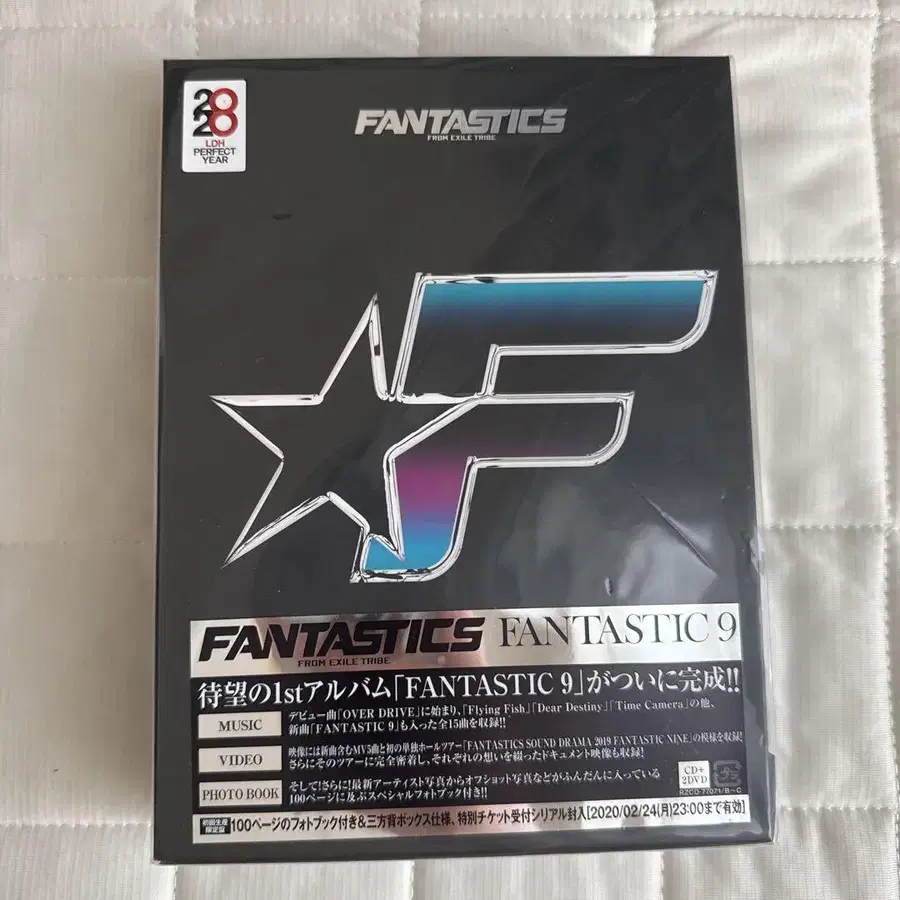 2020
LDH
PERFECT
YEAR
FANTASTICS
FROM EXILE TRIBE
FANTASTICS FANTASTIC 9
FROM EXILE TRIBE
待望の1stアルバム「FANTASTIC 9」がついに完成!!
MUSIC
デビュー曲「OVER DRIVE」に始まり、「Flying Fish」「Dear Destiny」「Time Camera」の他、
新曲「FANTASTIC 9」も入った全15曲を収録!!
VIDEO
映像には新曲含むMV5曲と初の単独ホールツアー「FANTASTICS SOUND DRAMA 2019 FANTASTIC NINE」の模様を収録!
さらにそのツアーに完全密着し、それぞれの想いを綴ったドキュメント映像も収録!
PHOTO BOOK
そして!さらに!最新アーティスト写真からオフショット写真などがふんだんに入っている
100ページに及ぶスペシャルフォトブック付き!!
CD+
2DVD
RZCD-77071/B~C
初回生産
限定盤
100ページのフォトブック付き&三方背ボックス仕様、特別チケット受付シリアル封入[2020/02/24(月)23:00まで有効]